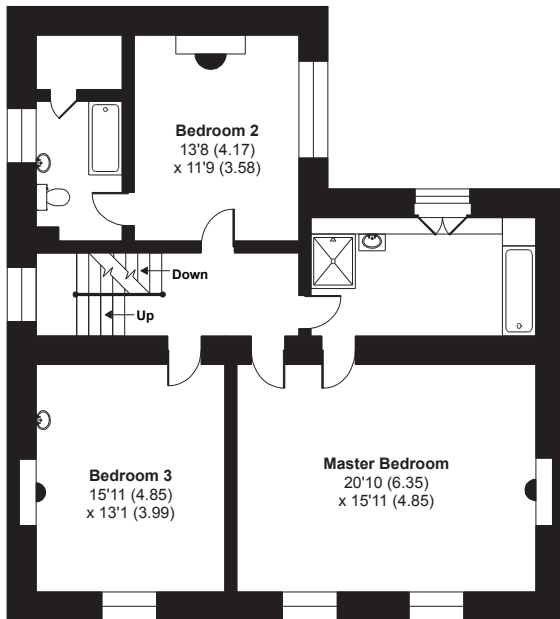 Bedroom 2
13'8 (4.17)
x 11'9 (3.58)
Down
Up
Bedroom 3
15'11 (4.85)
x 13'1 (3.99)
Master Bedroom
20'10 (6.35)
x 15'11 (4.85)